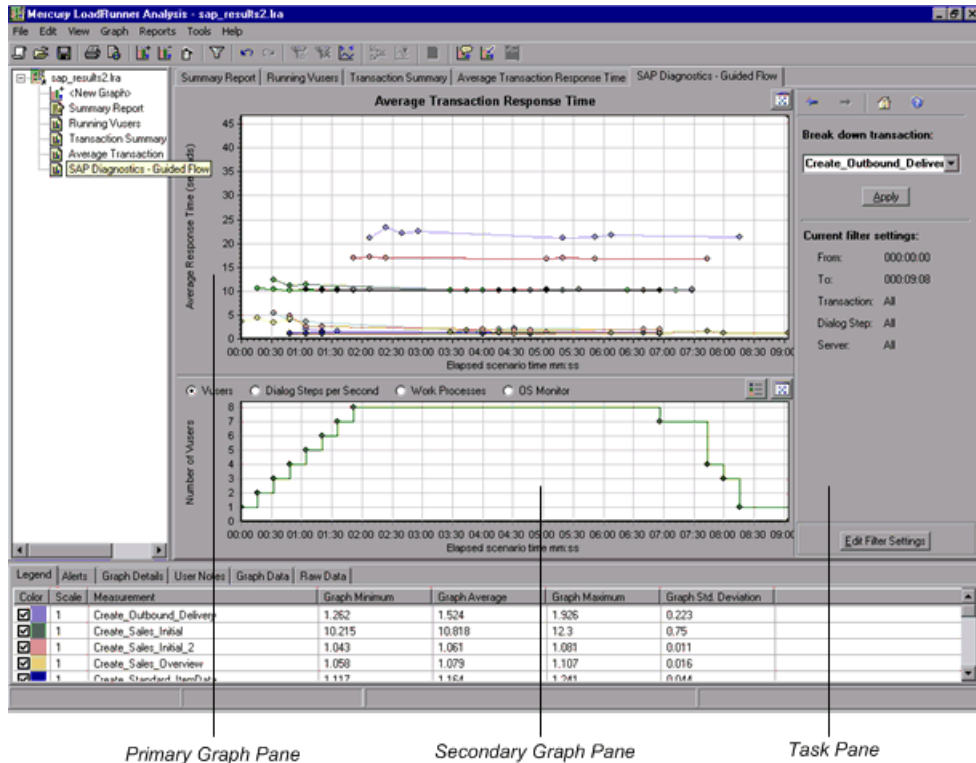 Mercury LoadRunner Analysis - sap_results2.lra
File Edit View Graph Reports Tools Help
sap_results2.lra
<New Graph>
Summary Report
Running Vusers
Transaction Summary
Average Transaction
SAP Diagnostics - Guided Flow
Summary Report Running Vusers Transaction Summary Average Transaction Response Time SAP Diagnostics - Guided Flow
Average Transaction Response Time
Average Response Time (seconds)
45
40
35
30
25
20
15
10
5
0
00:00 00:30 01:00 01:30 02:00 02:30 03:00 03:30 04:00 04:30 05:00 05:30 06:00 06:30 07:00 07:30 08:00 08:30 09:00
Elapsed scenario time mm:ss
Vusers Dialog Steps per Second Work Processes OS Monitor
Number of Vusers
8
7
6
5
4
3
2
1
0
00:00 00:30 01:00 01:30 02:00 02:30 03:00 03:30 04:00 04:30 05:00 05:30 06:00 06:30 07:00 07:30 08:00 08:30 09:00
Elapsed scenario time mm:ss
Break down transaction:
Create_Outbound_Deliver
Apply
Current filter settings:
From: 000:00:00
To: 000:09:08
Transaction: All
Dialog Step: All
Server: All
Edit Filter Settings
Legend Alerts Graph Details User Notes Graph Data Raw Data
Color Scale Measurement Graph Minimum Graph Average Graph Maximum Graph Std. Deviation
1 Create_Outbound_Delivery 1.262 1.524 1.926 0.223
1 Create_Sales_Initial 10.215 10.818 12.3 0.75
1 Create_Sales_Initial_2 1.043 1.061 1.081 0.011
1 Create_Sales_Overview 1.058 1.079 1.107 0.016
1 Create_Standard_ItemData 1.117 1.164 1.241 0.044
Primary Graph Pane
Secondary Graph Pane
Task Pane